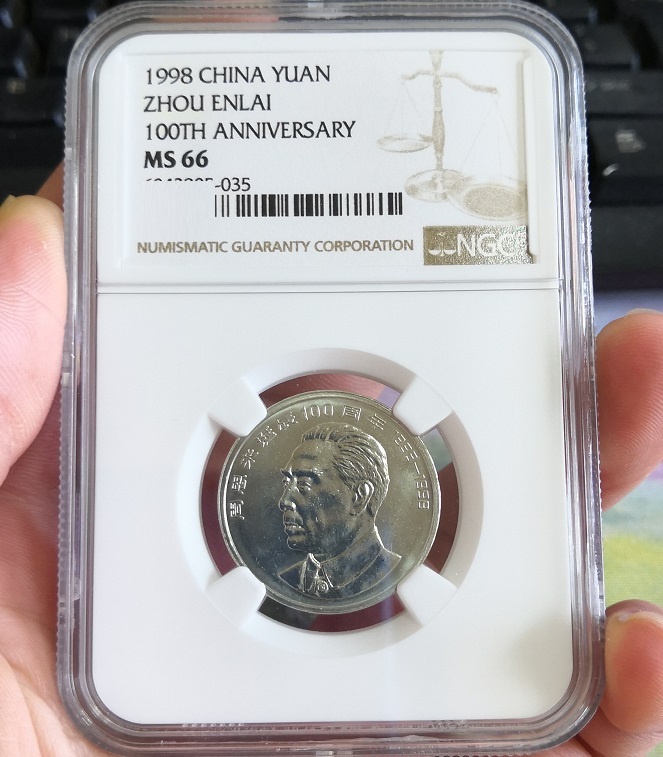 1998 CHINA YUAN
ZHOU ENLAI
100TH ANNIVERSARY
MS 66
-035
NUMISMATIC GUARANTY CORPORATION
NGC
周恩来诞辰100周年 1898-1998